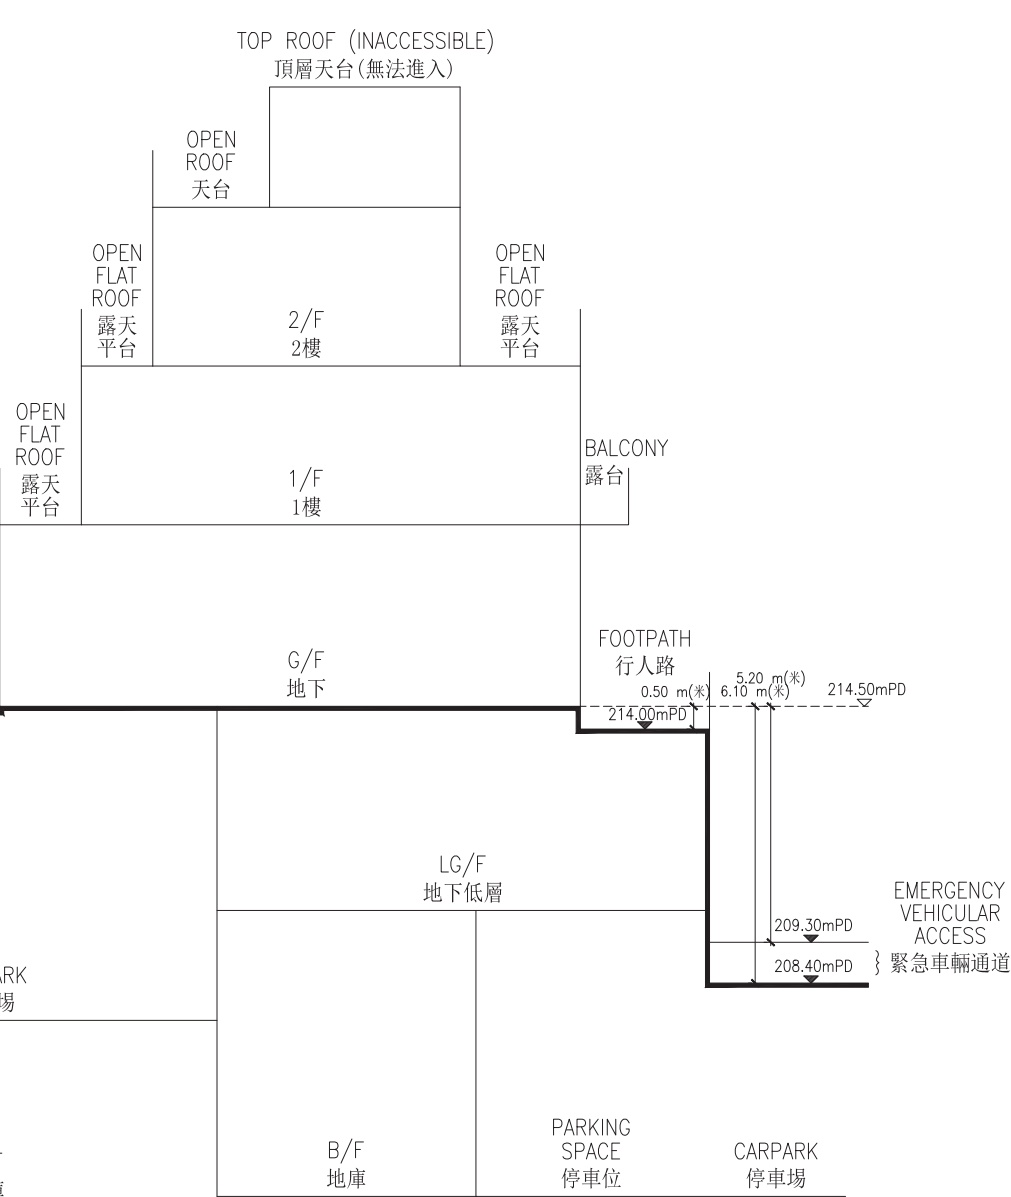 TOP ROOF (INACCESSIBLE)
頂層天台(無法進入)
OPEN
ROOF
天台
OPEN
FLAT
ROOF
露天
平台
2/F
2樓
OPEN
FLAT
ROOF
露天
平台
OPEN
FLAT
ROOF
露天
平台
1/F
1樓
BALCONY
露台
G/F
地下
FOOTPATH
行人路
5.20 m(米)
0.50 m(米)
6.10 m(米)
214.50mPD
214.00mPD
LG/F
地下低層
209.30mPD
208.40mPD
EMERGENCY
VEHICULAR
ACCESS
緊急車輛通道
ARK
場
B/F
地庫
PARKING
SPACE
停車位
CARPARK
停車場